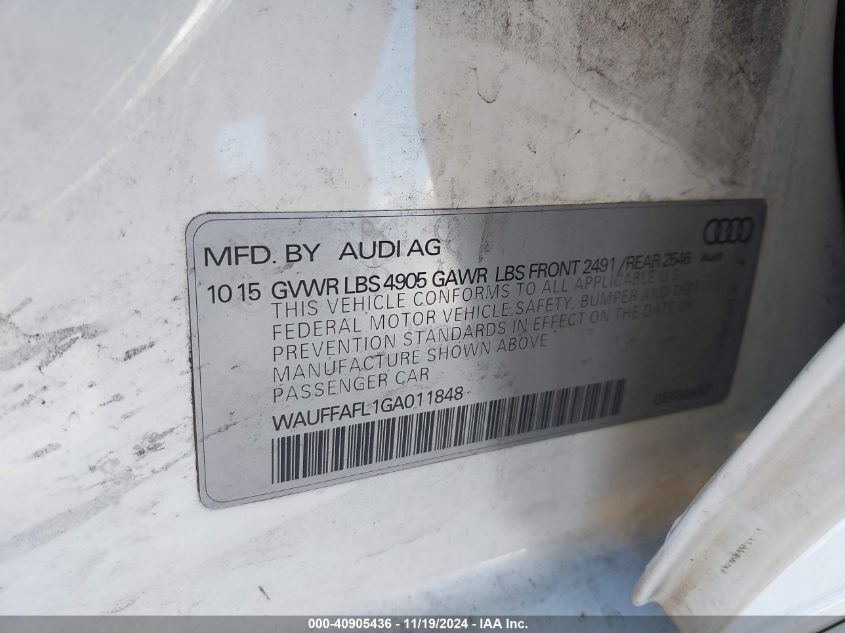 MFD. BY AUDI AG
Audi
10 15 GVWR LBS 4905 GAWR LBS FRONT 2491 / REAR 2546
THIS VEHICLE CONFORMS TO ALL APPLICABLE U.S.
FEDERAL MOTOR VEHICLE SAFETY, BUMPER AND THEFT
PREVENTION STANDARDS IN EFFECT ON THE DATE OF
MANUFACTURE SHOWN ABOVE
PASSENGER CAR
WAUFFAFL1GA011848
GERMANY
000-40905436 - 11/19/2024 - IAA, Inc.